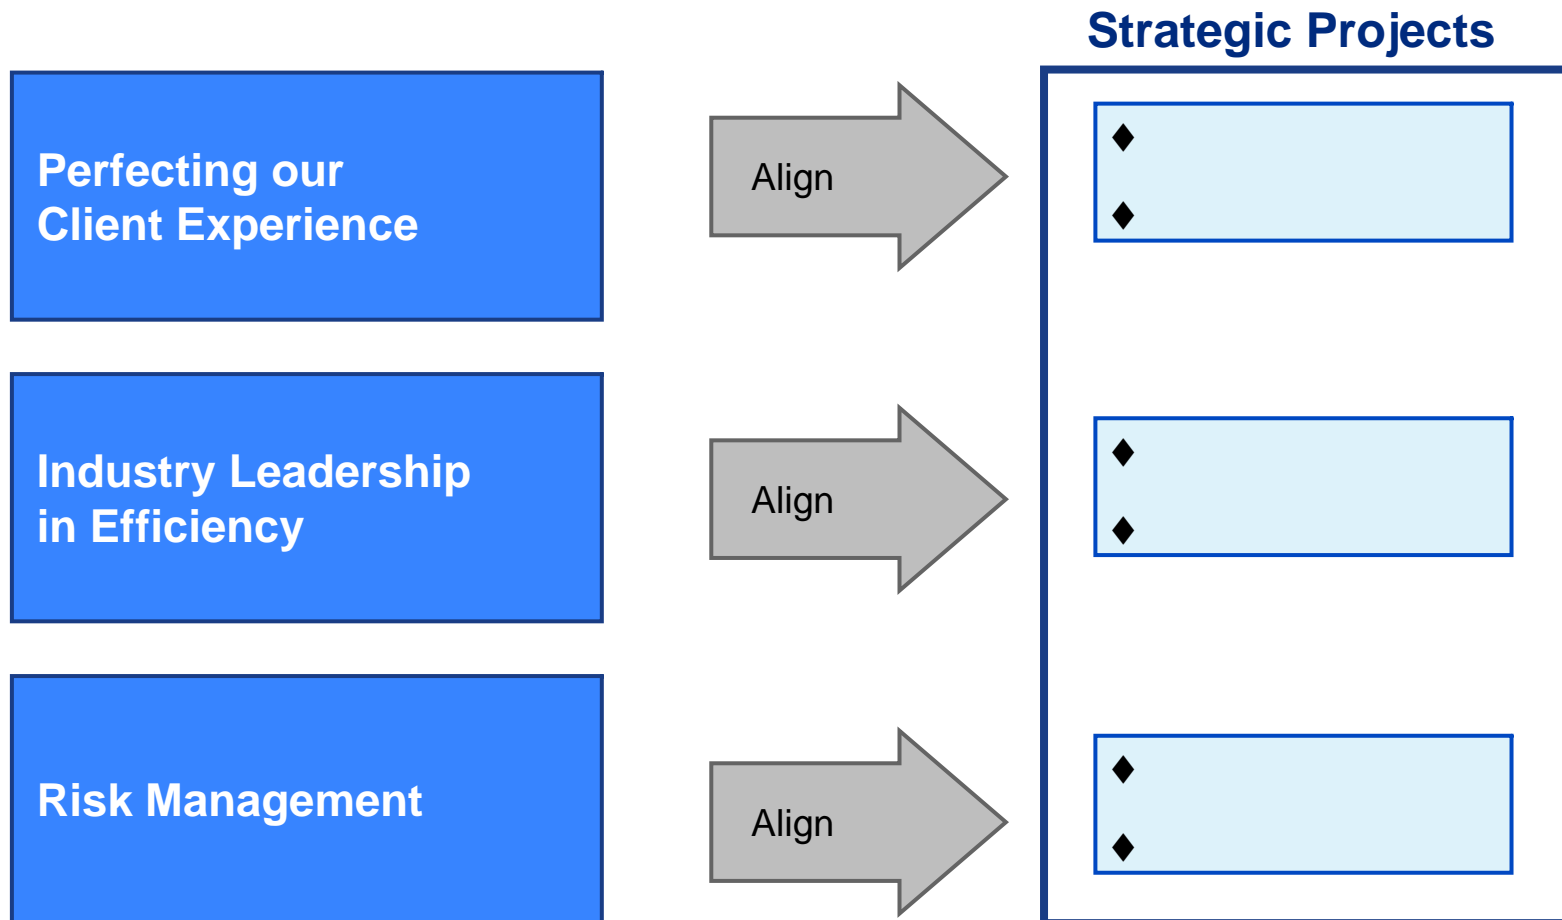 Strategic Projects
Perfecting our
Client Experience
Align
♦
♦
Industry Leadership
in Efficiency
Align
♦
♦
Risk Management
Align
♦
♦